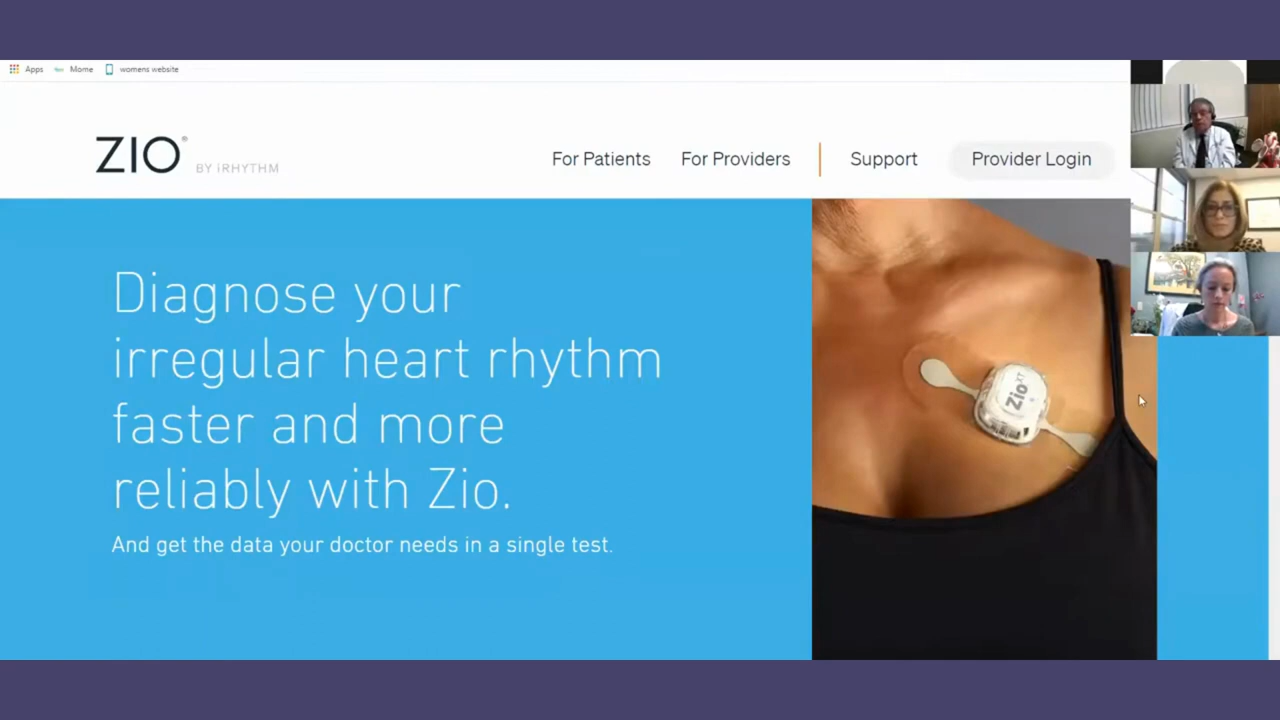 Apps Mome womens website
ZIO® BY iRHYTHM
For Patients For Providers Support Provider Login
Diagnose your
irregular heart rhythm
faster and more
reliably with Zio.
And get the data your doctor needs in a single test.
Zio XT